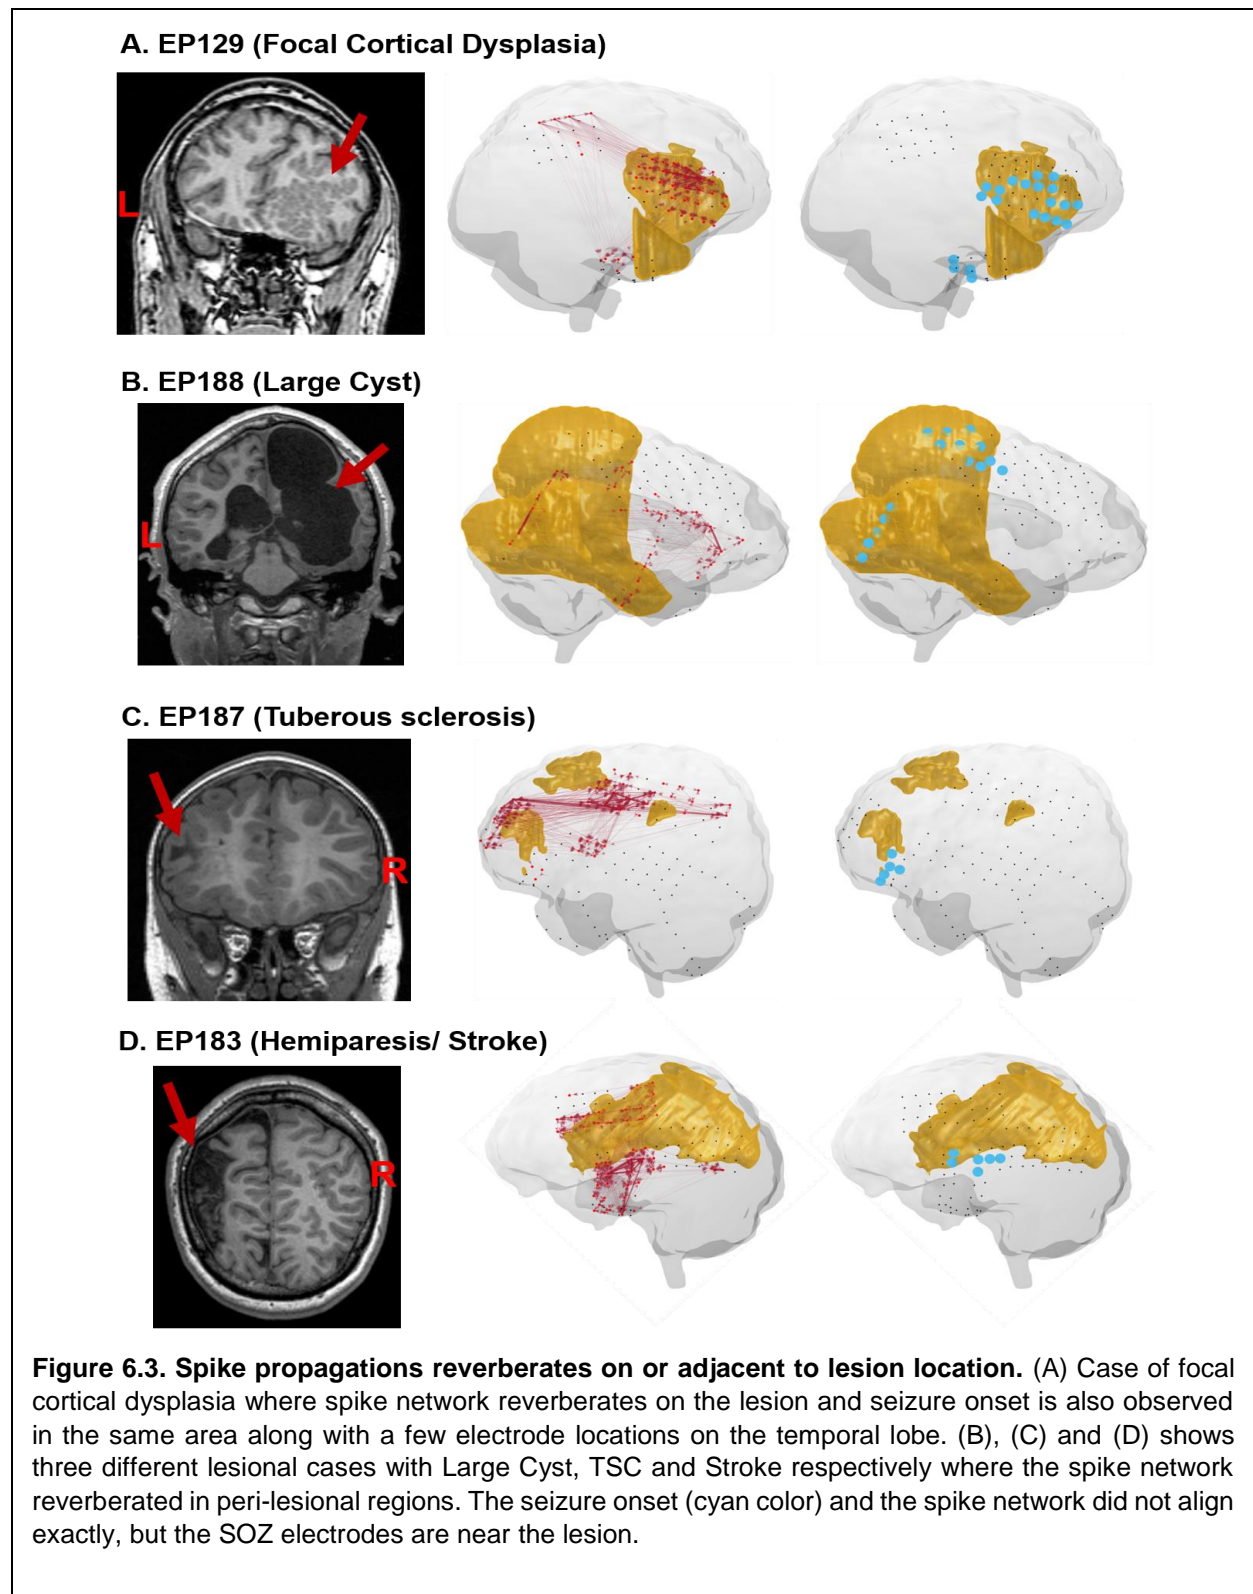 A. EP129 (Focal Cortical Dysplasia)
L
B. EP188 (Large Cyst)
L
C. EP187 (Tuberous sclerosis)
R
D. EP183 (Hemiparesis/ Stroke)
R
Figure 6.3. Spike propagations reverberates on or adjacent to lesion location. (A) Case of focal
cortical dysplasia where spike network reverberates on the lesion and seizure onset is also observed
in the same area along with a few electrode locations on the temporal lobe. (B), (C) and (D) shows
three different lesional cases with Large Cyst, TSC and Stroke respectively where the spike network
reverberated in peri-lesional regions. The seizure onset (cyan color) and the spike network did not align
exactly, but the SOZ electrodes are near the lesion.